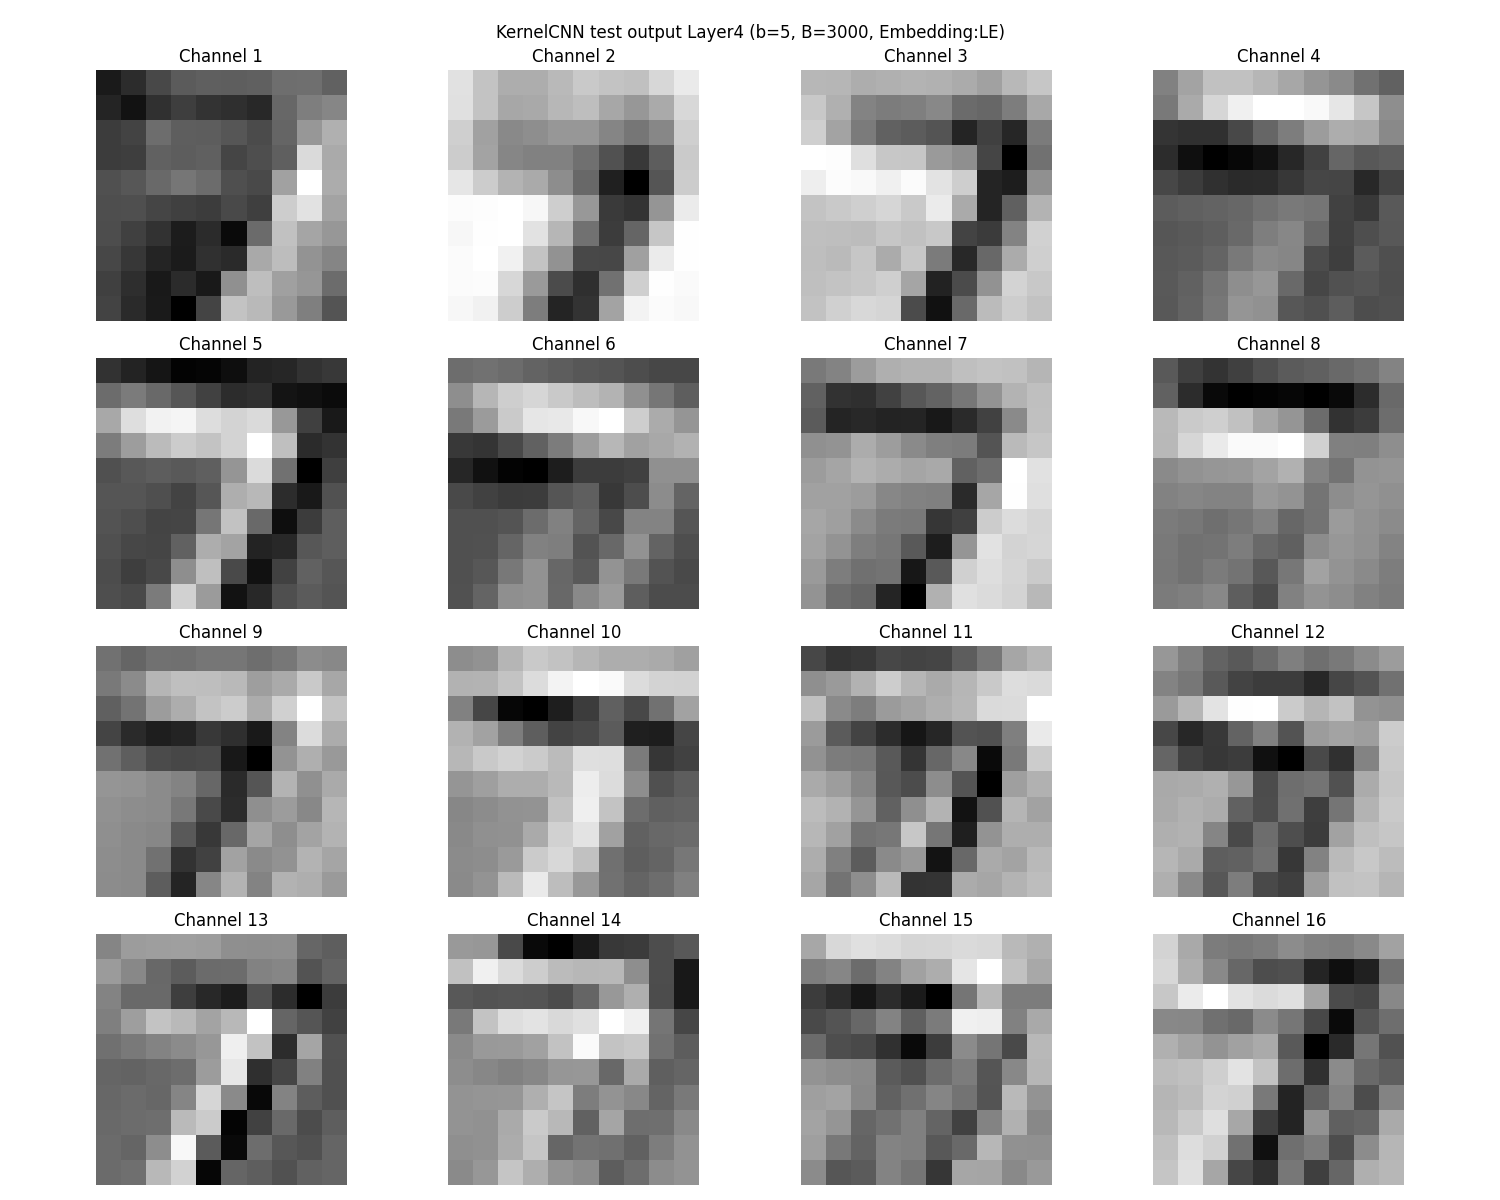 KernelCNN test output Layer4 (b=5, B=3000, Embedding:LE)
Channel 1
Channel 2
Channel 3
Channel 4
Channel 5
Channel 6
Channel 7
Channel 8
Channel 9
Channel 10
Channel 11
Channel 12
Channel 13
Channel 14
Channel 15
Channel 16